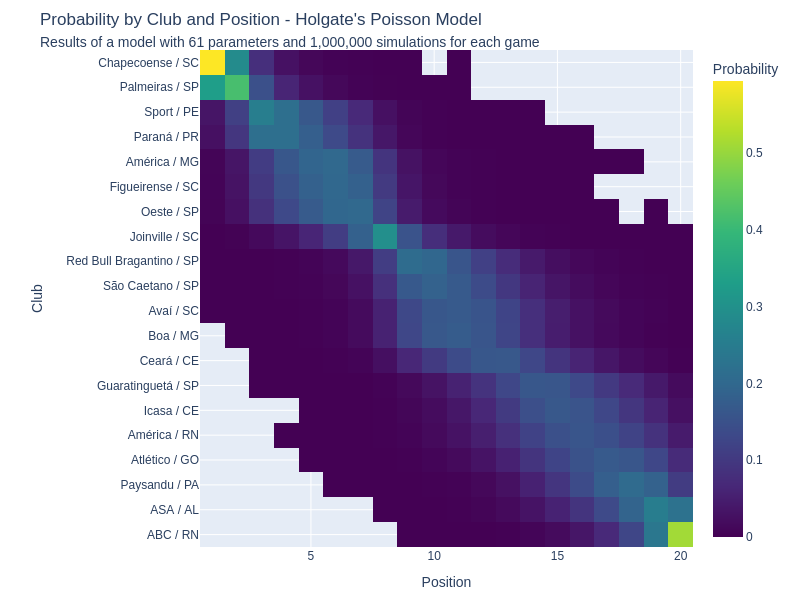 Probability by Club and Position - Holgate's Poisson Model
Results of a model with 61 parameters and 1,000,000 simulations for each game
Probability
Chapecoense / SC
Palmeiras / SP
Sport / PE
Paraná / PR
América / MG
Figueirense / SC
Oeste / SP
Joinville / SC
Red Bull Bragantino / SP
São Caetano / SP
Avaí / SC
Boa / MG
Ceará / CE
Guaratinguetá / SP
Icasa / CE
América / RN
Atlético / GO
Paysandu / PA
ASA / AL
ABC / RN
Club
0.5
0.4
0.3
0.2
0.1
0
5
10
15
20
Position